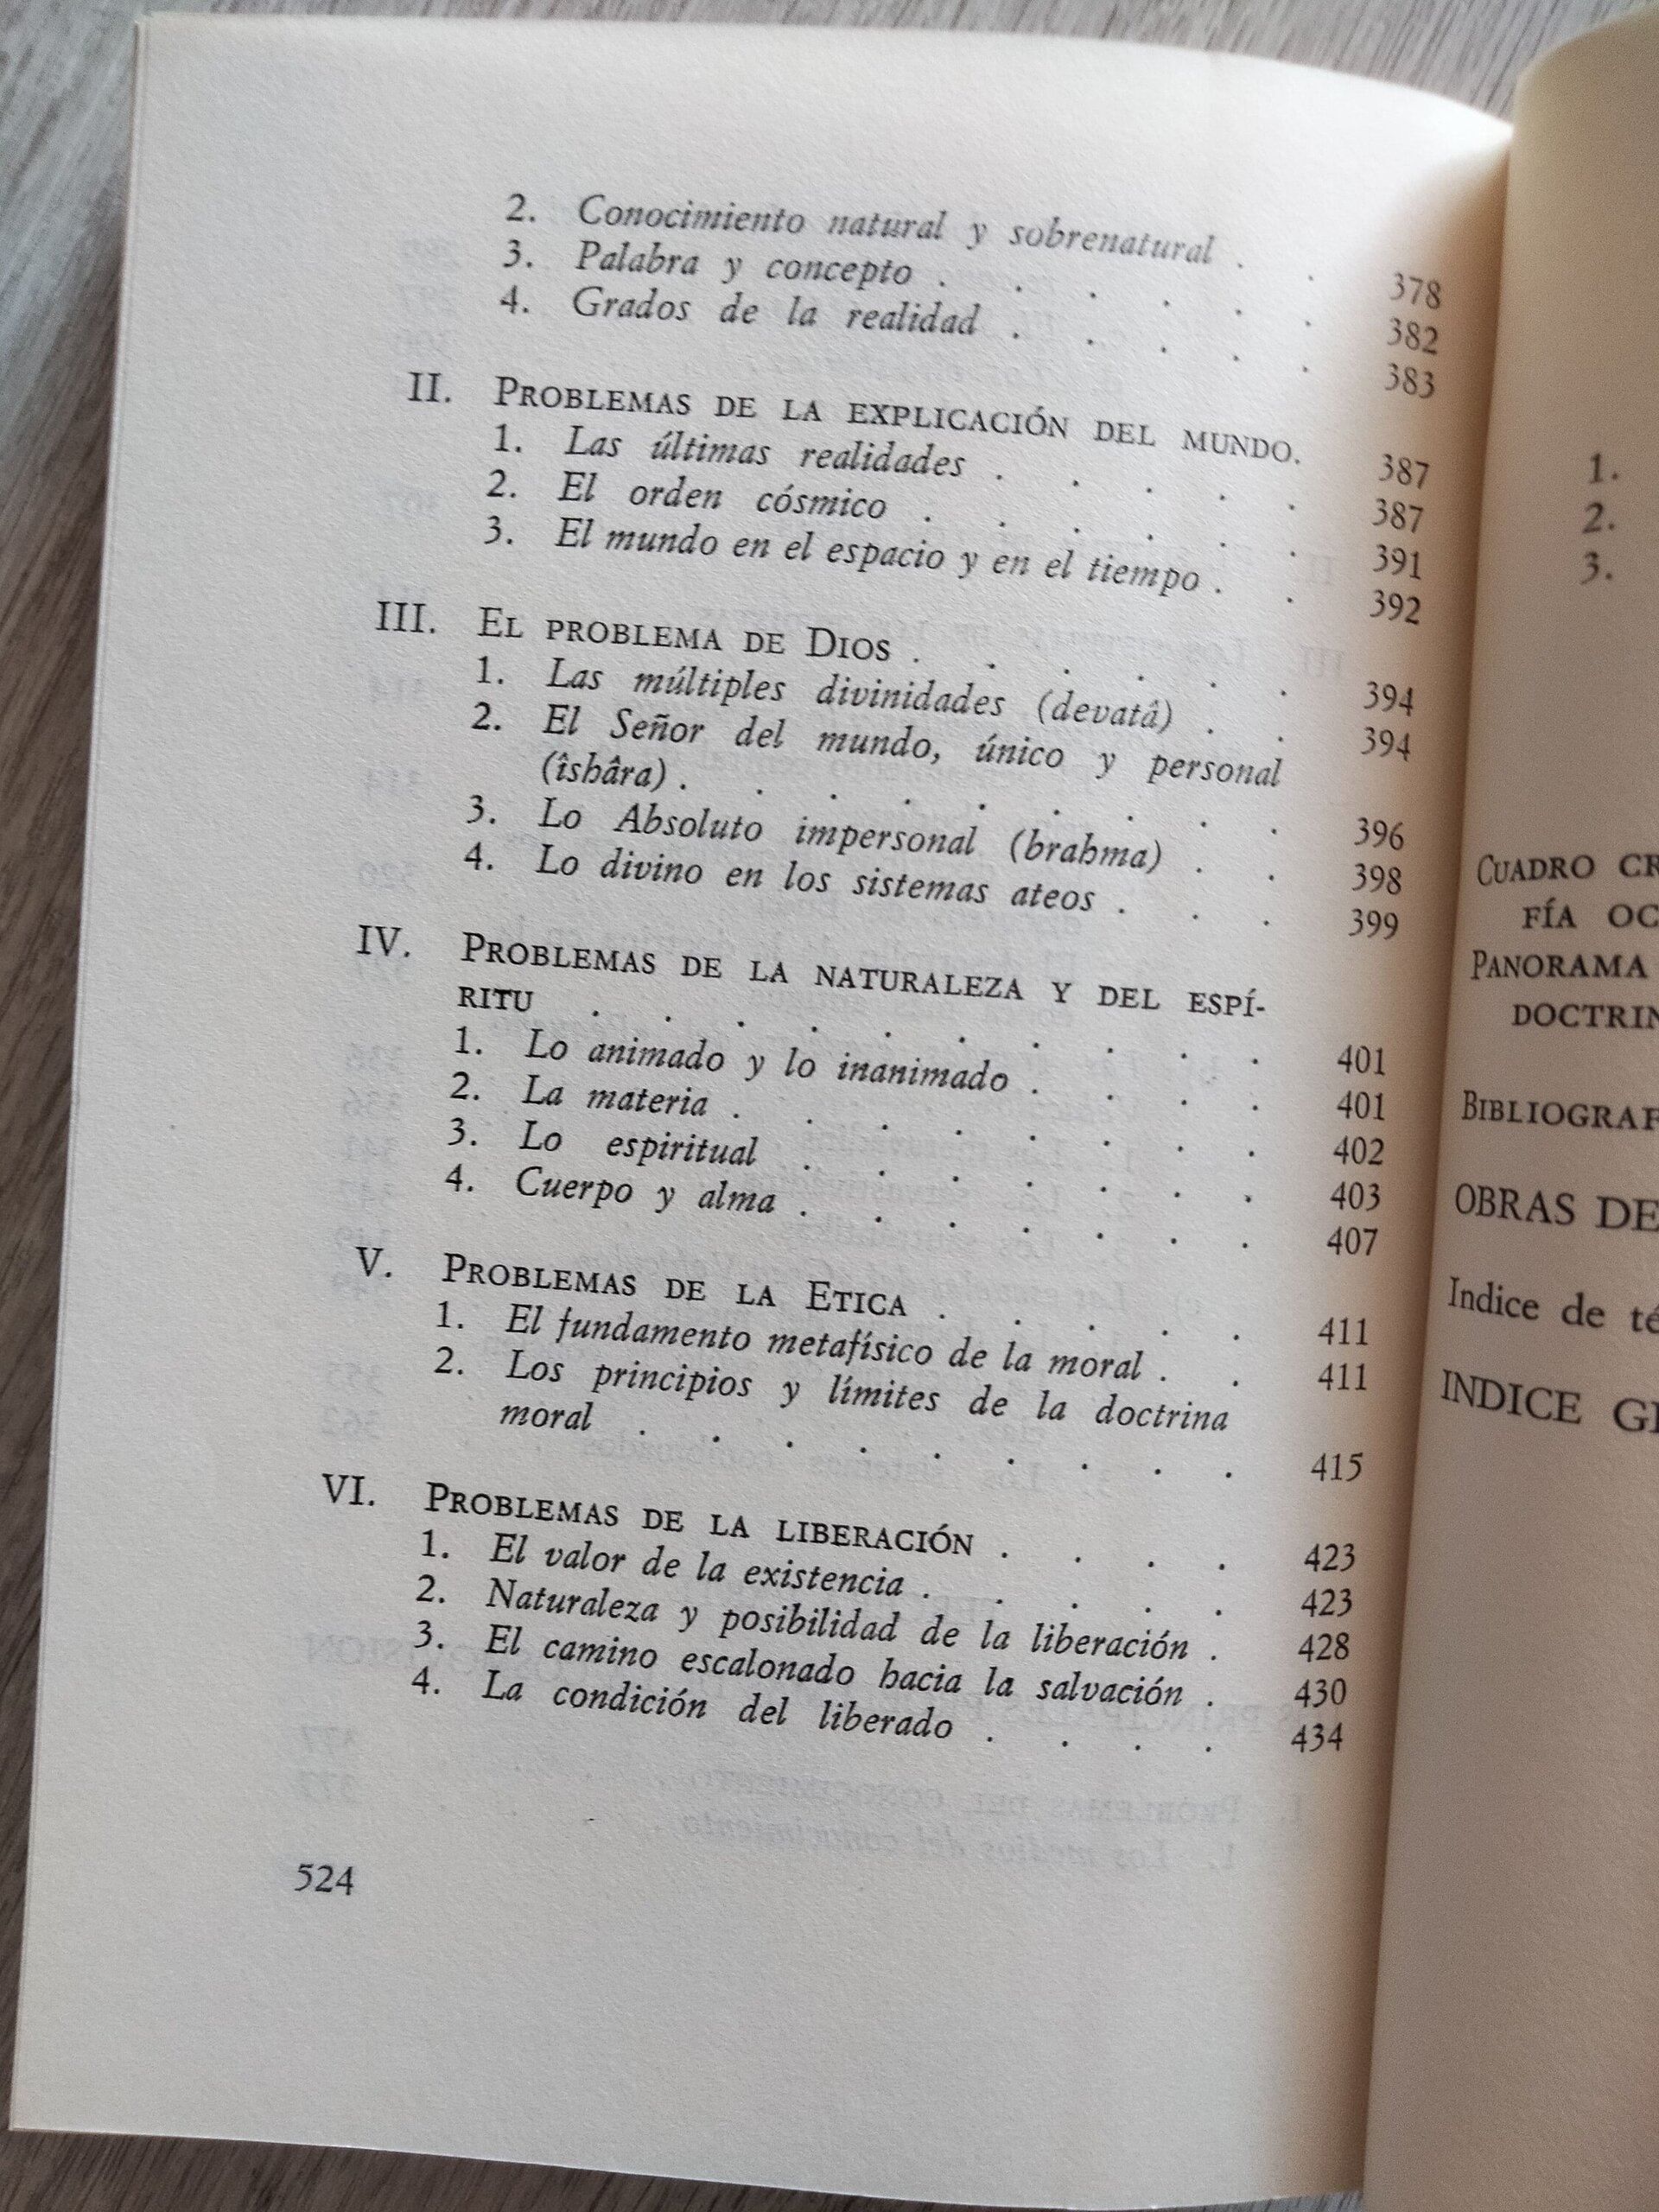 2. Conocimiento natural y sobrenatural . . 378
3. Palabra y concepto . . . . . . 382
4. Grados de la realidad . . . . . 383
II. PROBLEMAS DE LA EXPLICACIÓN DEL MUNDO. 387
1. Las últimas realidades . . . . . 387
2. El orden cósmico . . . . . . 391
3. El mundo en el espacio y en el tiempo . . 392
III. EL PROBLEMA DE DIOS . . . . . . 394
1. Las múltiples divinidades (devatâ) . . 394
2. El Señor del mundo, único y personal
(îshâra) . . . . . . . . . 396
3. Lo Absoluto impersonal (brahma) . . 398
4. Lo divino en los sistemas ateos . . . 399
IV. PROBLEMAS DE LA NATURALEZA Y DEL ESPÍ-
RITU . . . . . . . . . . 401
1. Lo animado y lo inanimado . . . . 401
2. La materia . . . . . . . . 402
3. Lo espiritual . . . . . . . 403
4. Cuerpo y alma . . . . . . . 407
V. PROBLEMAS DE LA ETICA . . . . . 411
1. El fundamento metafísico de la moral . . 411
2. Los principios y límites de la doctrina
moral . . . . . . . . . 415
VI. PROBLEMAS DE LA LIBERACIÓN . . . . 423
1. El valor de la existencia . . . . . 423
2. Naturaleza y posibilidad de la liberación . 428
3. El camino escalonado hacia la salvación . 430
4. La condición del liberado . . . . 434
524
1.
2.
3.
CUADRO CR
FÍA OC
PANORAMA
DOCTRIN
BIBLIOGRAF
OBRAS DE
Indice de té
INDICE GE